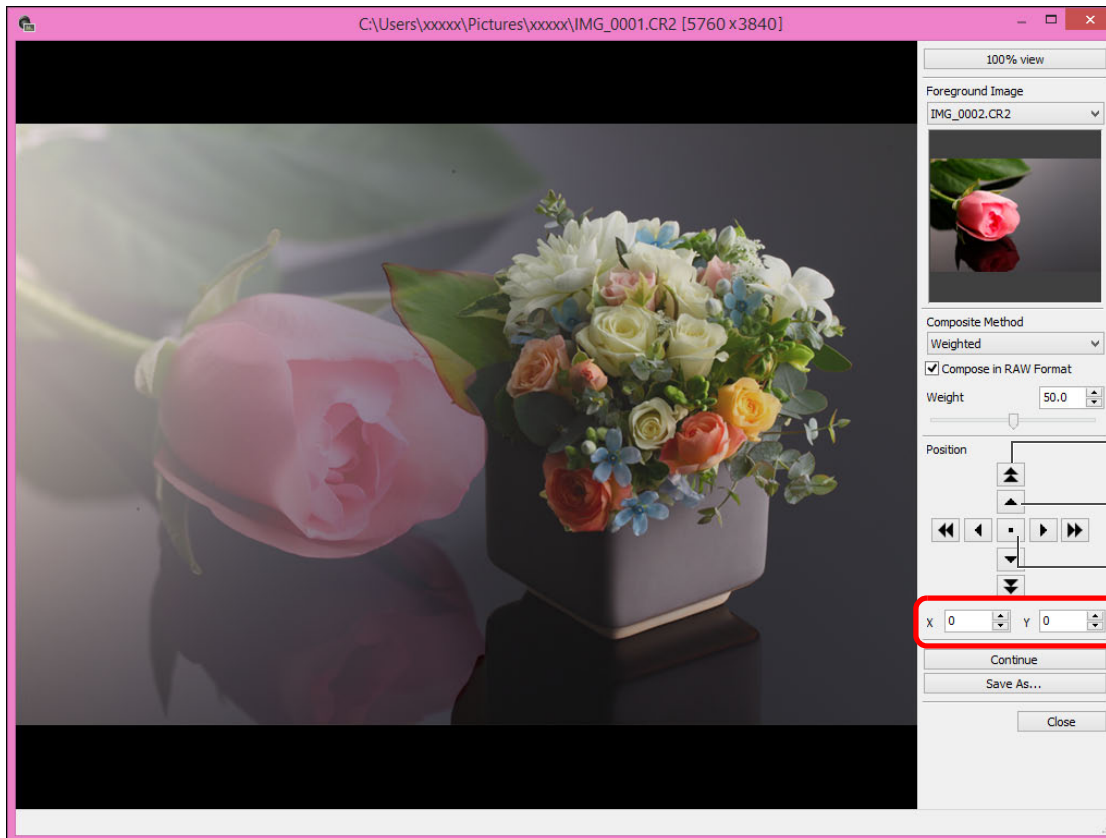 C:\Users\xxxxx\Pictures\xxxxx\IMG_0001.CR2 [5760 x3840]
100% view
Foreground Image
IMG_0002.CR2
Composite Method
Weighted
Compose in RAW Format
Weight 50.0
Position
X 0 Y 0
Continue
Save As...
Close